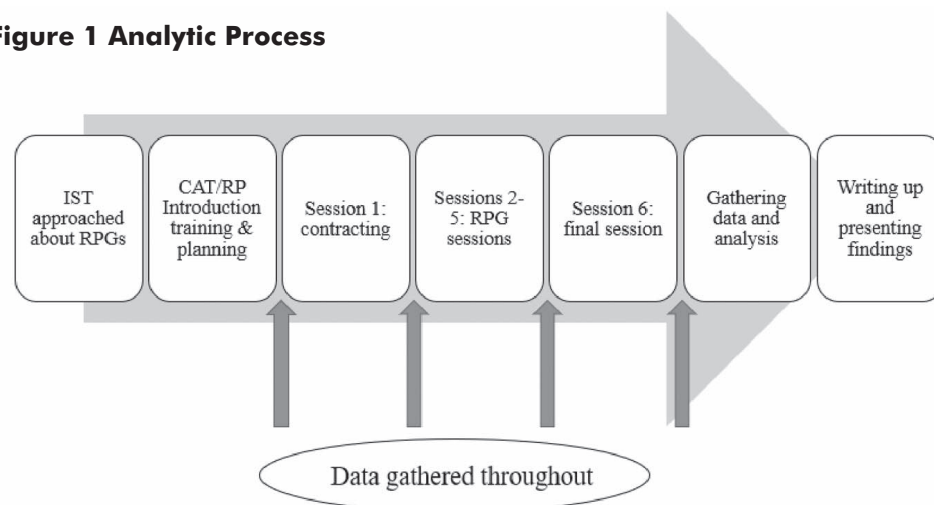 Figure 1 Analytic Process
IST
approached
about RPGs
CAT/RP
Introduction
training &
planning
Session 1:
contracting
Sessions 2-
5: RPG
sessions
Session 6:
final session
Gathering
data and
analysis
Writing up
and
presenting
findings
Data gathered throughout